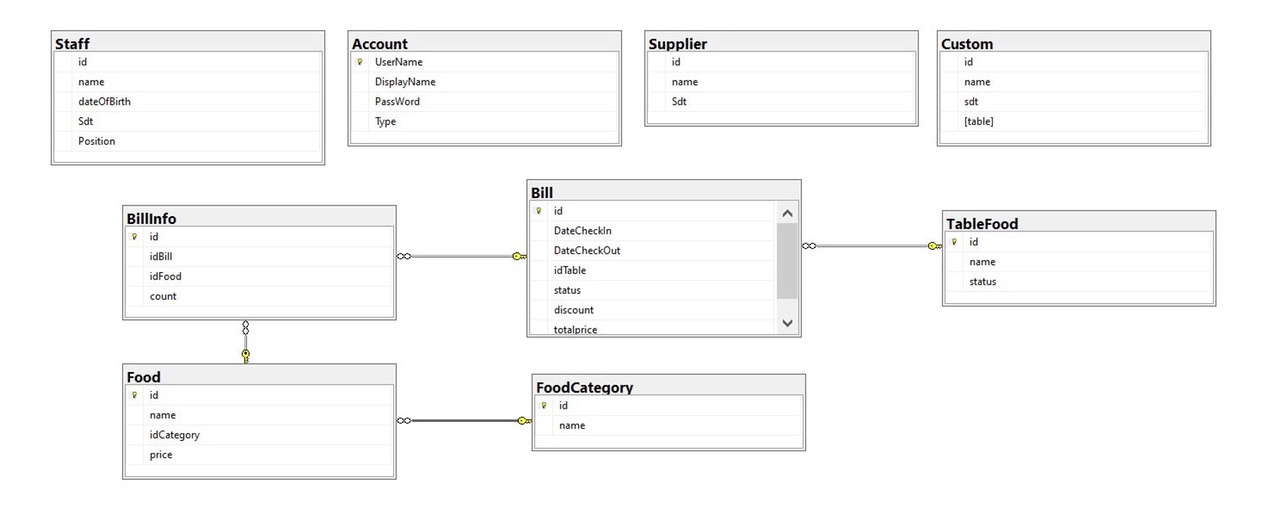 Staff
id
name
dateOfBirth
Sdt
Position
Account
UserName
DisplayName
PassWord
Type
Supplier
id
name
Sdt
Custom
id
name
sdt
[table]
BillInfo
id
idBill
idFood
count
Bill
id
DateCheckIn
DateCheckOut
idTable
status
discount
totalprice
TableFood
id
name
status
Food
id
name
idCategory
price
FoodCategory
id
name